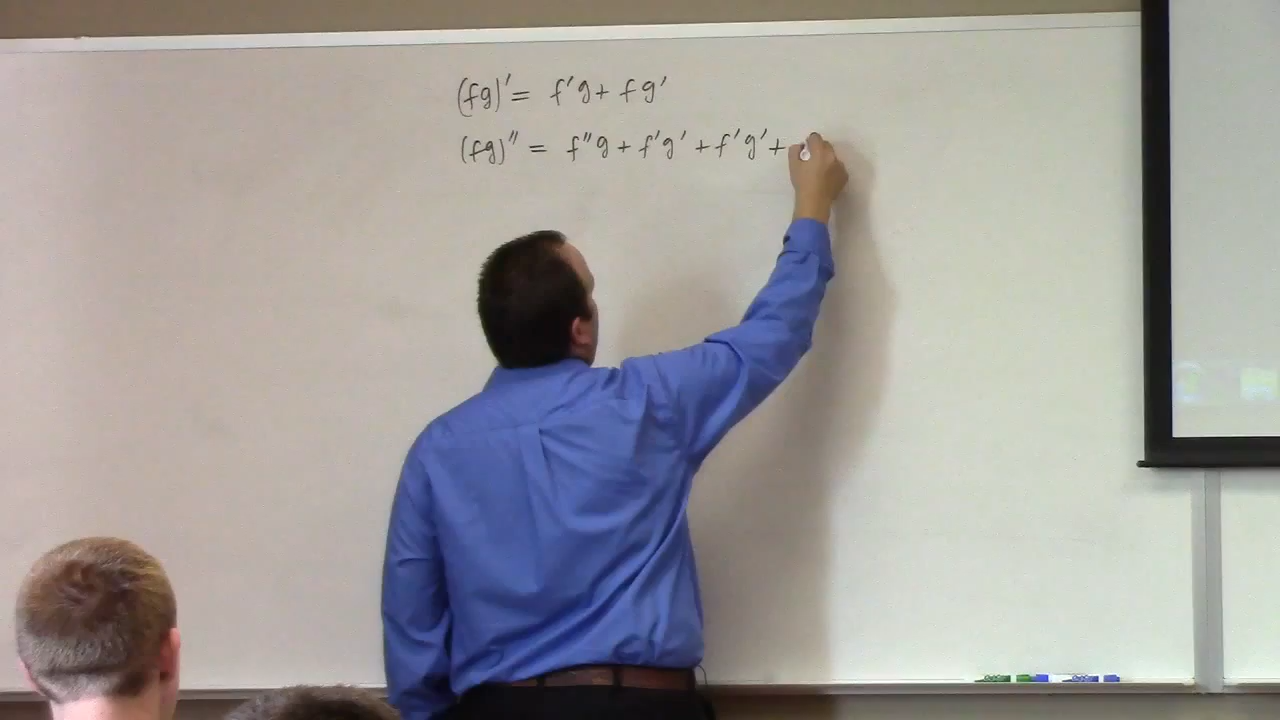 (fg)' = f'g + fg'
(fg)'' = f''g + f'g' + f'g' +